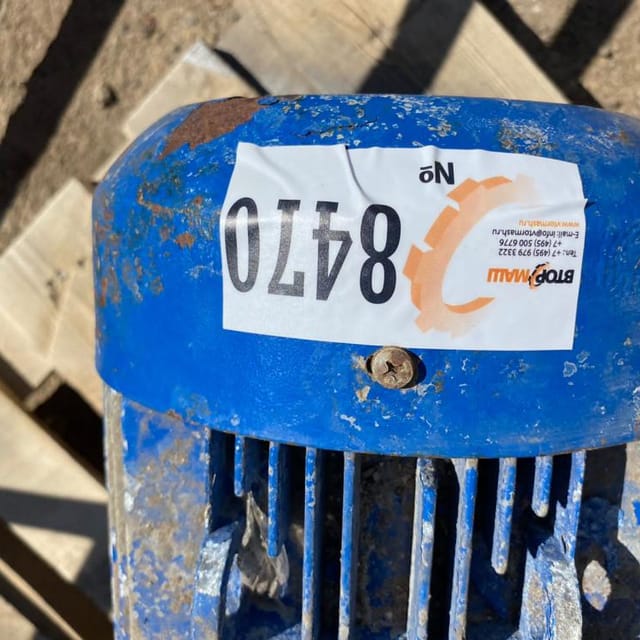 ВТОРМАШ
Тел.: +7 (495) 979 3322
+7 (495) 500 6776
E-mail: info@vtormash.ru
www.vtormash.ru
№
8470